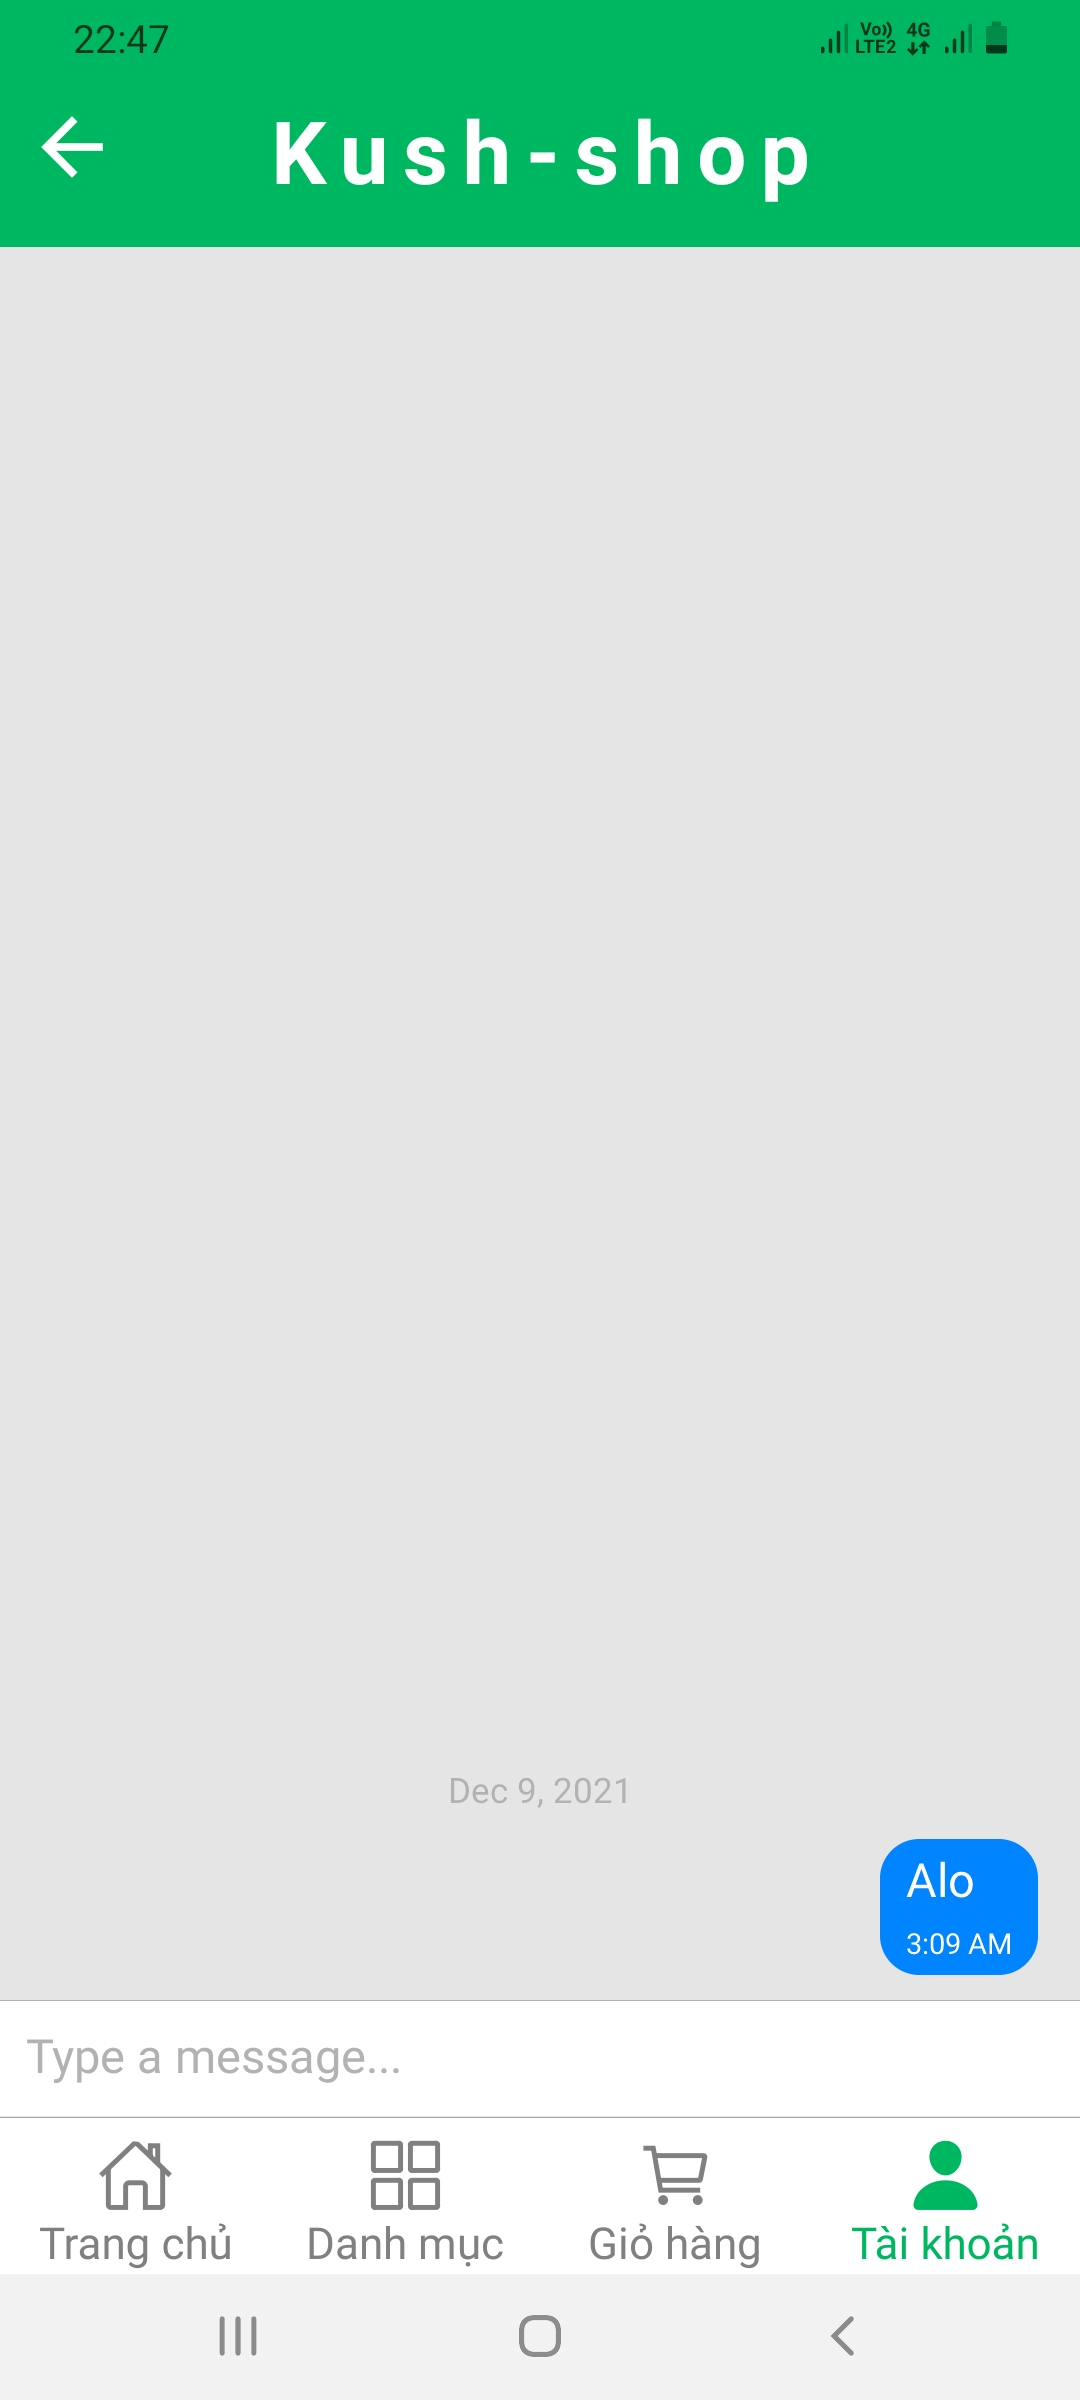 22:47
Vo)) LTE2 4G
Kush-shop
Dec 9, 2021
Alo
3:09 AM
Type a message...
Trang chủ Danh mục Giỏ hàng Tài khoản